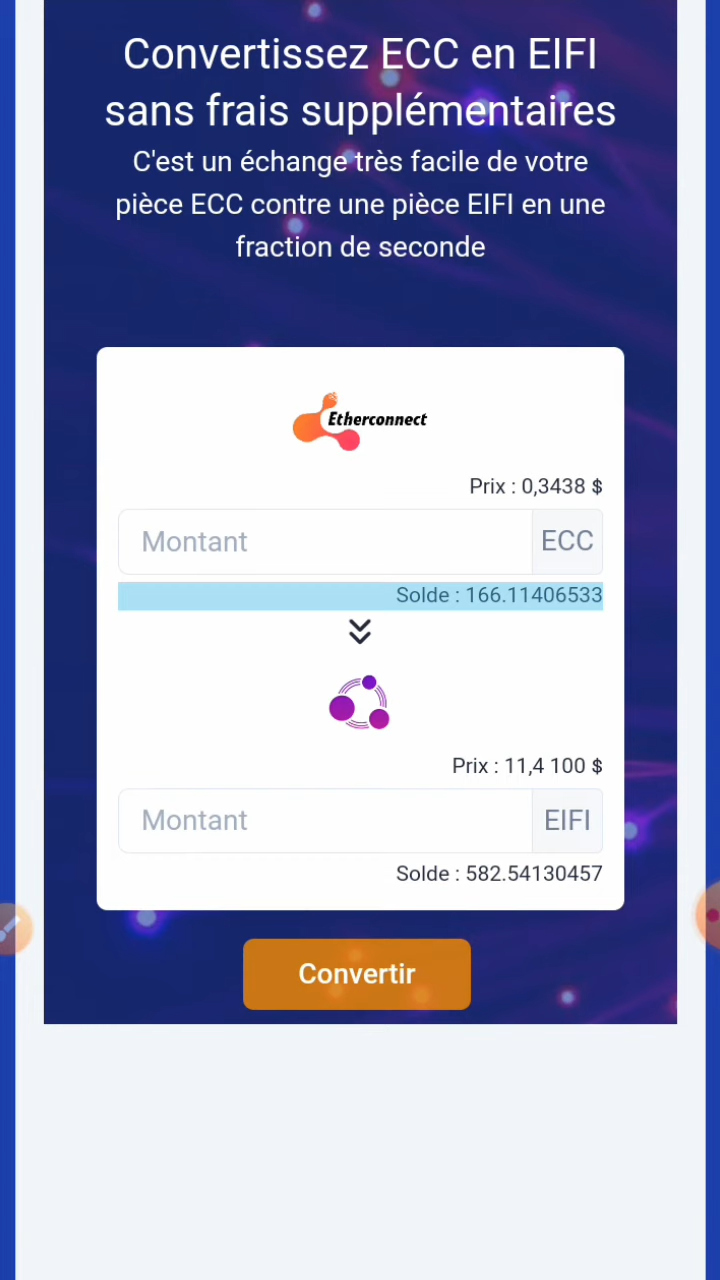 Convertissez ECC en EIFI
sans frais supplémentaires
C'est un échange très facile de votre
pièce ECC contre une pièce EIFI en une
fraction de seconde
Etherconnect
Prix : 0,3438 $
Montant
ECC
Solde : 166.11406533
Prix : 11,4 100 $
Montant
EIFI
Solde : 582.54130457
Convertir